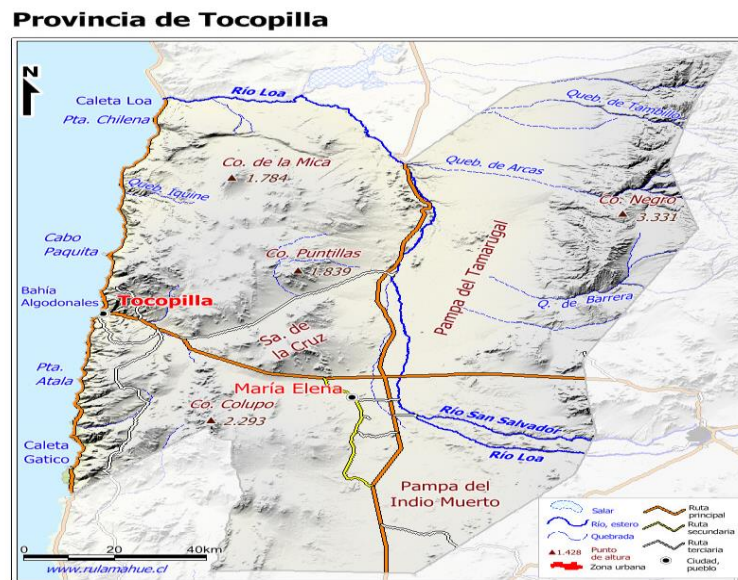 Provincia de Tocopilla
N
Caleta Loa
Río Loa
Pta. Chilena
Queb. de Tambillo
Co. de la Mica
1.784
Queb. de Arcas
Queb. Iquine
Co. Negro
3.331
Cabo
Paquita
Co. Puntillas
1.839
Pampa del Tamarugal
Bahía
Algodonales
Tocopilla
Q. de Barrera
Sa. de
la Cruz
Pta.
Atala
María Elena
Co. Colupo
2.293
Río San Salvador
Caleta
Gatico
Río Loa
Pampa del
Indio Muerto
Salar
Río, estero
Quebrada
1.428 Punto
de altura
Zona urbana
Ruta
principal
Ruta
secundaria
Ruta
terciaria
Ciudad,
pueblo
0 20 40km
www.rulamahue.cl